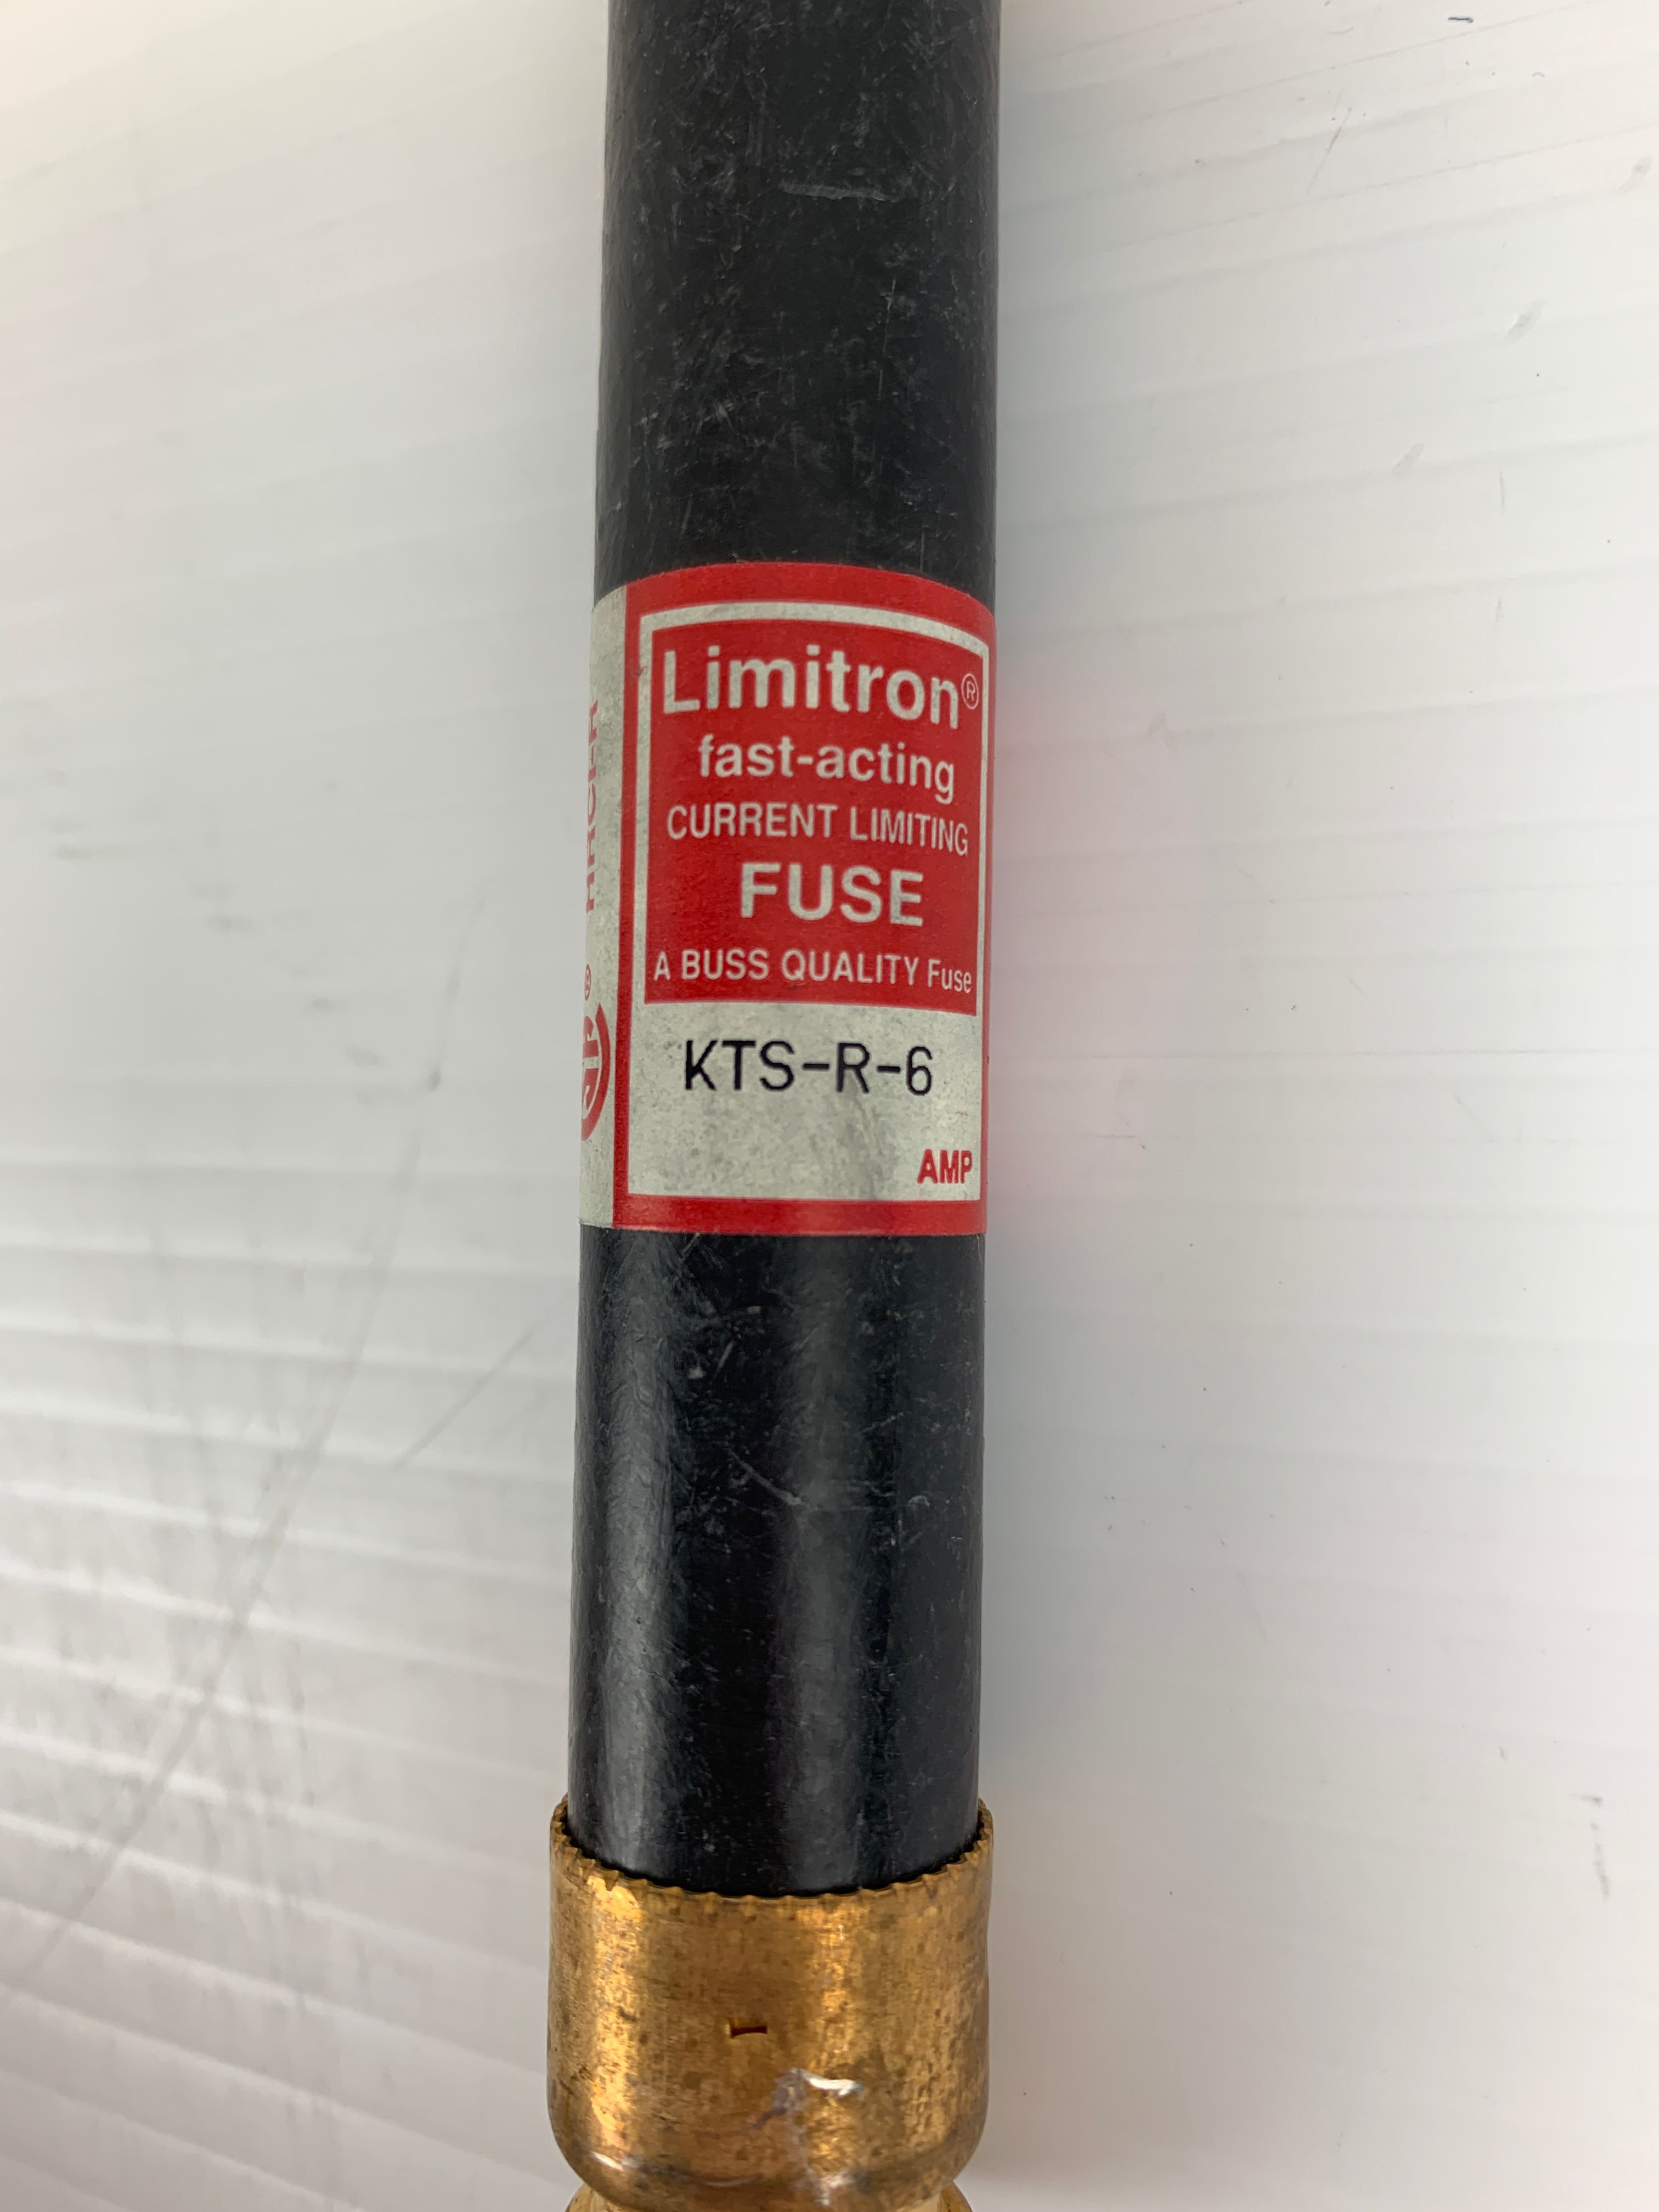 Limitron®
fast-acting
CURRENT LIMITING
FUSE
A BUSS QUALITY Fuse
KTS-R-6
AMP